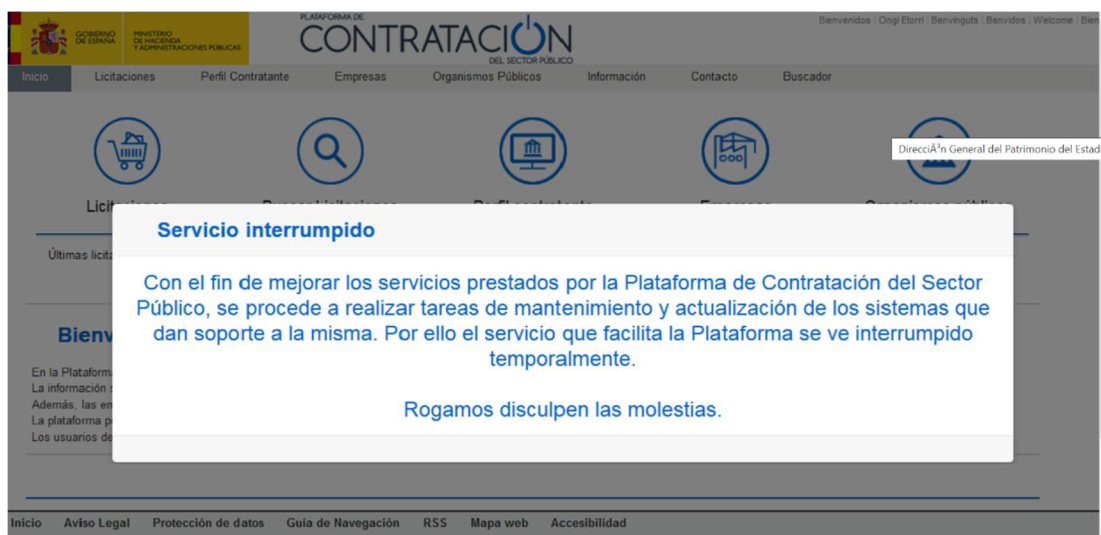 GOBIERNO DE ESPAÑA
MINISTERIO DE HACIENDA Y ADMINISTRACIONES PÚBLICAS
PLATAFORMA DE
CONTRATACIÓN
DEL SECTOR PÚBLICO
Bienvenidos | Ongi Etorri | Benvinguts | Benvidos | Welcome | Bien
Inicio Licitaciones Perfil Contratante Empresas Organismos Públicos Información Contacto Buscador
DirecciÃ³n General del Patrimonio del Estad
Servicio interrumpido
Últimas licita
Con el fin de mejorar los servicios prestados por la Plataforma de Contratación del Sector
Público, se procede a realizar tareas de mantenimiento y actualización de los sistemas que
dan soporte a la misma. Por ello el servicio que facilita la Plataforma se ve interrumpido
temporalmente.
Rogamos disculpen las molestias.
Bienv
En la Plataform
La información
Además, las en
La plataforma p
Los usuarios de
Inicio Aviso Legal Protección de datos Guía de Navegación RSS Mapa web Accesibilidad